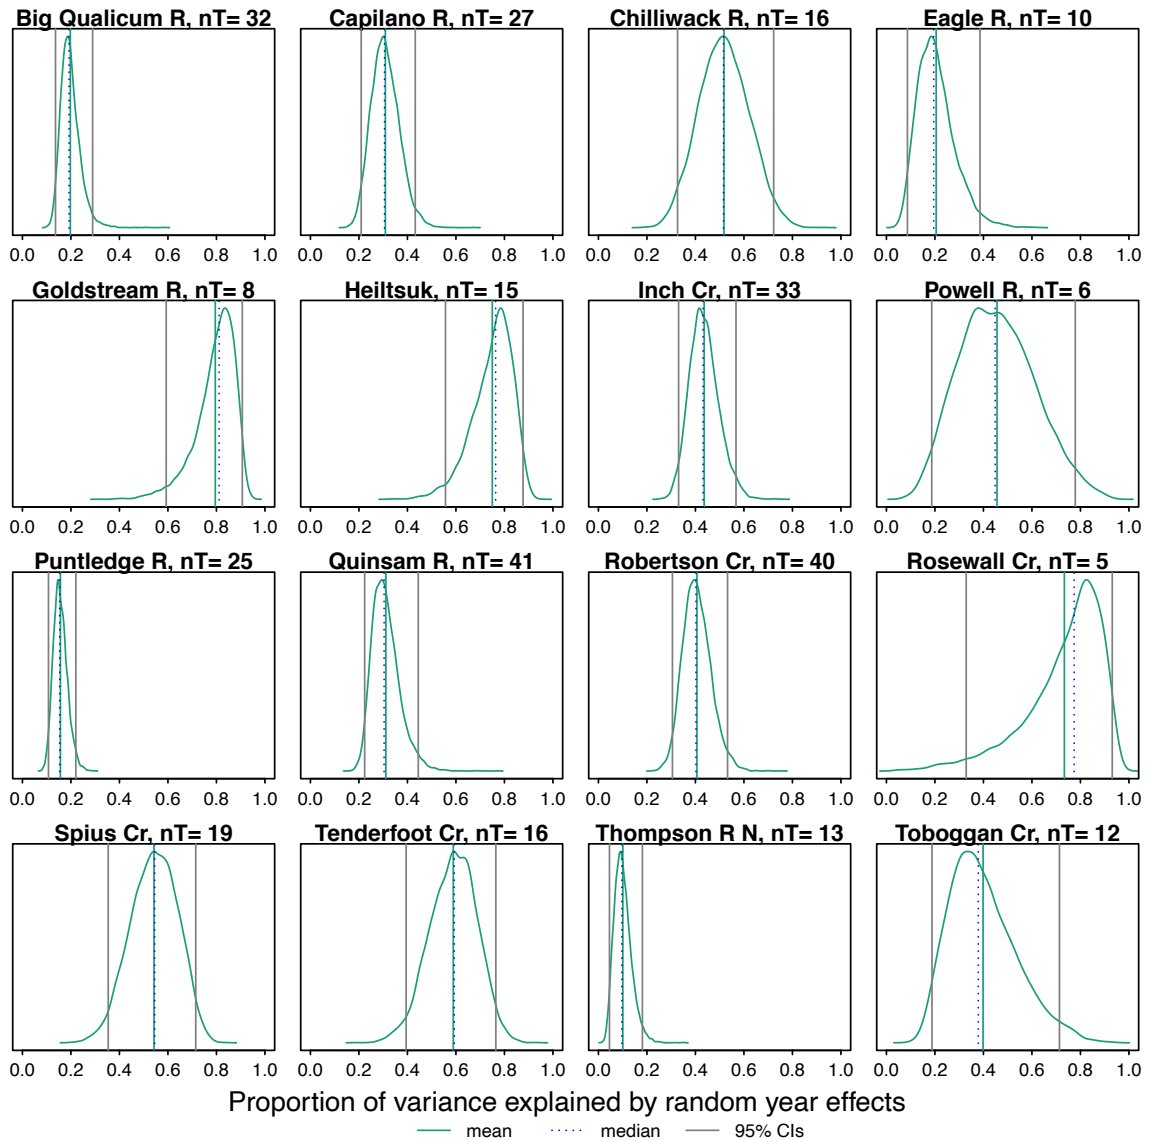 Big Qualicum R, nT= 32
Capilano R, nT= 27
Chilliwack R, nT= 16
Eagle R, nT= 10
0.0 0.2 0.4 0.6 0.8 1.0
0.0 0.2 0.4 0.6 0.8 1.0
0.0 0.2 0.4 0.6 0.8 1.0
0.0 0.2 0.4 0.6 0.8 1.0
Goldstream R, nT= 8
Heiltsuk, nT= 15
Inch Cr, nT= 33
Powell R, nT= 6
0.0 0.2 0.4 0.6 0.8 1.0
0.0 0.2 0.4 0.6 0.8 1.0
0.0 0.2 0.4 0.6 0.8 1.0
0.0 0.2 0.4 0.6 0.8 1.0
Puntledge R, nT= 25
Quinsam R, nT= 41
Robertson Cr, nT= 40
Rosewall Cr, nT= 5
0.0 0.2 0.4 0.6 0.8 1.0
0.0 0.2 0.4 0.6 0.8 1.0
0.0 0.2 0.4 0.6 0.8 1.0
0.0 0.2 0.4 0.6 0.8 1.0
Spius Cr, nT= 19
Tenderfoot Cr, nT= 16
Thompson R N, nT= 13
Toboggan Cr, nT= 12
0.0 0.2 0.4 0.6 0.8 1.0
0.0 0.2 0.4 0.6 0.8 1.0
0.0 0.2 0.4 0.6 0.8 1.0
0.0 0.2 0.4 0.6 0.8 1.0
Proportion of variance explained by random year effects
mean median 95% CIs